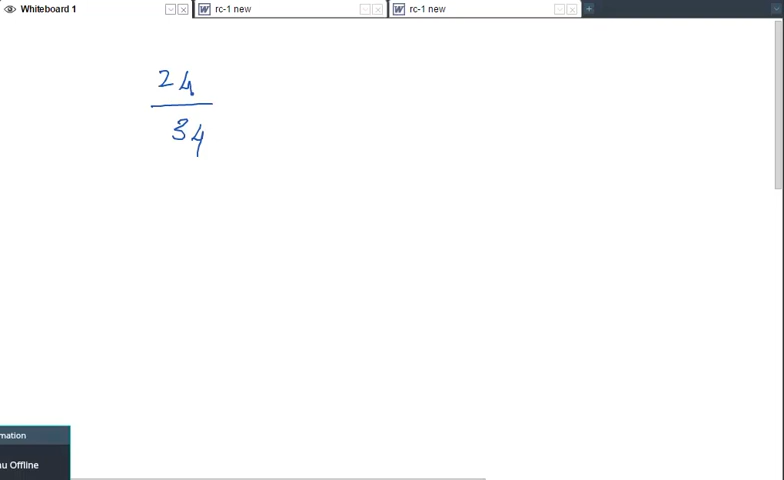 Whiteboard 1
rc-1 new
rc-1 new
24
34
mation
u Offline